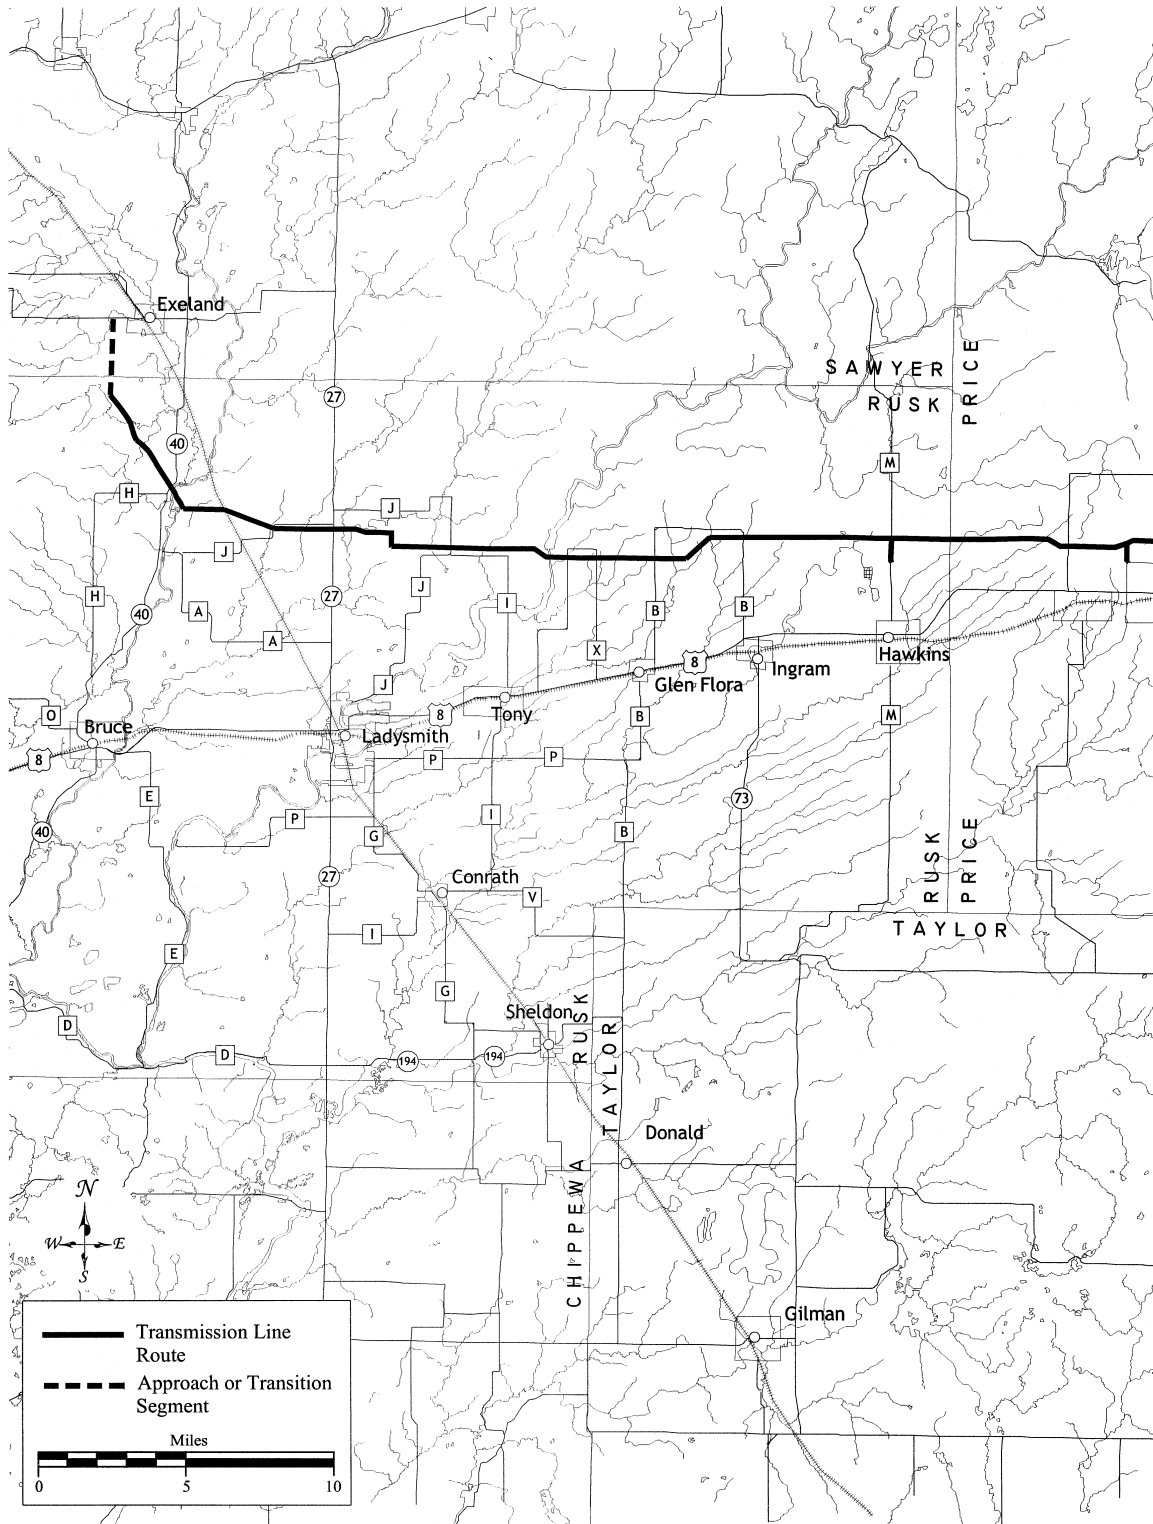 Exeland
SAWYER
RUSK
PRICE
27
40
M
H
J
J
H
40
27
A
A
J
I
B
B
X
J
8
Hawkins
Ingram
Glen Flora
O
Bruce
8
Tony
B
M
Ladysmith
8
P
P
E
73
I
P
40
G
B
RUSK
PRICE
27
Conrath
V
I
TAYLOR
E
G
Sheldon
RUSK
TAYLOR
D
D
194
194
Donald
CHIPPEWA
N
W
E
S
Gilman
Transmission Line
Route
Approach or Transition
Segment
Miles
0
5
10